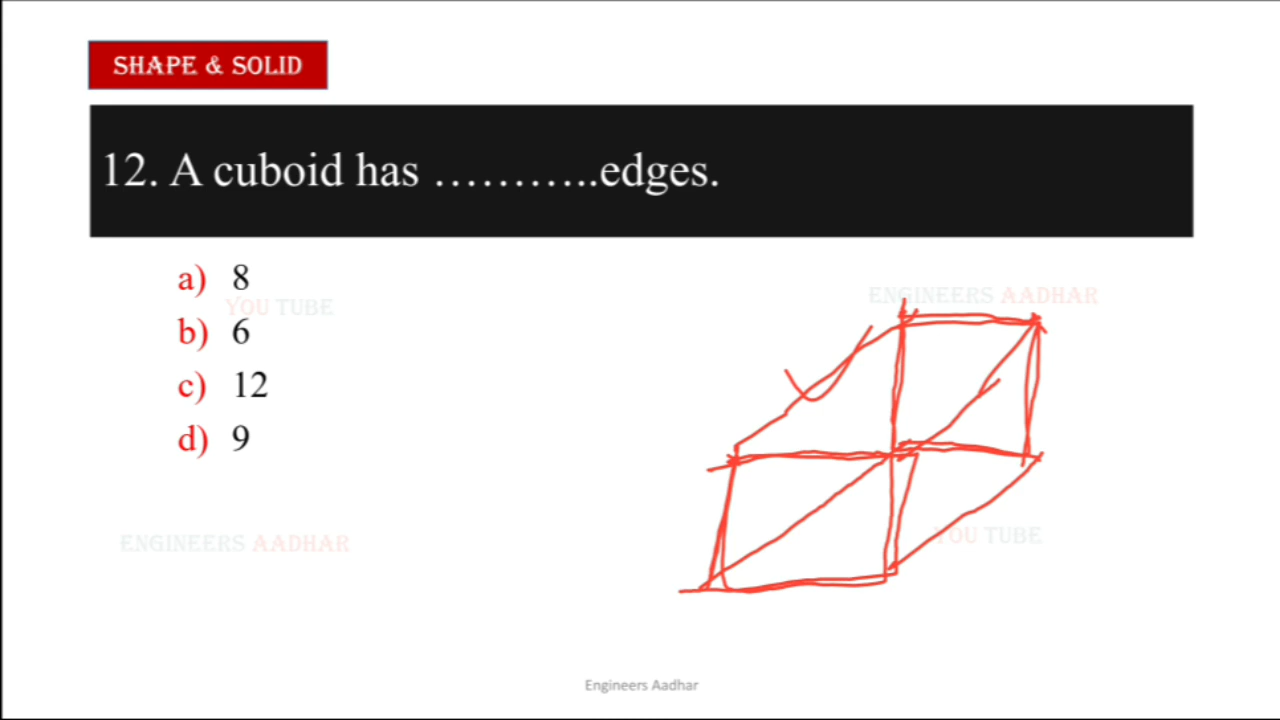 SHAPE & SOLID
12. A cuboid has ………..edges.
a) 8
YOU TUBE
ENGINEERS AADHAR
b) 6
c) 12
d) 9
ENGINEERS AADHAR
YOU TUBE
Engineers Aadhar